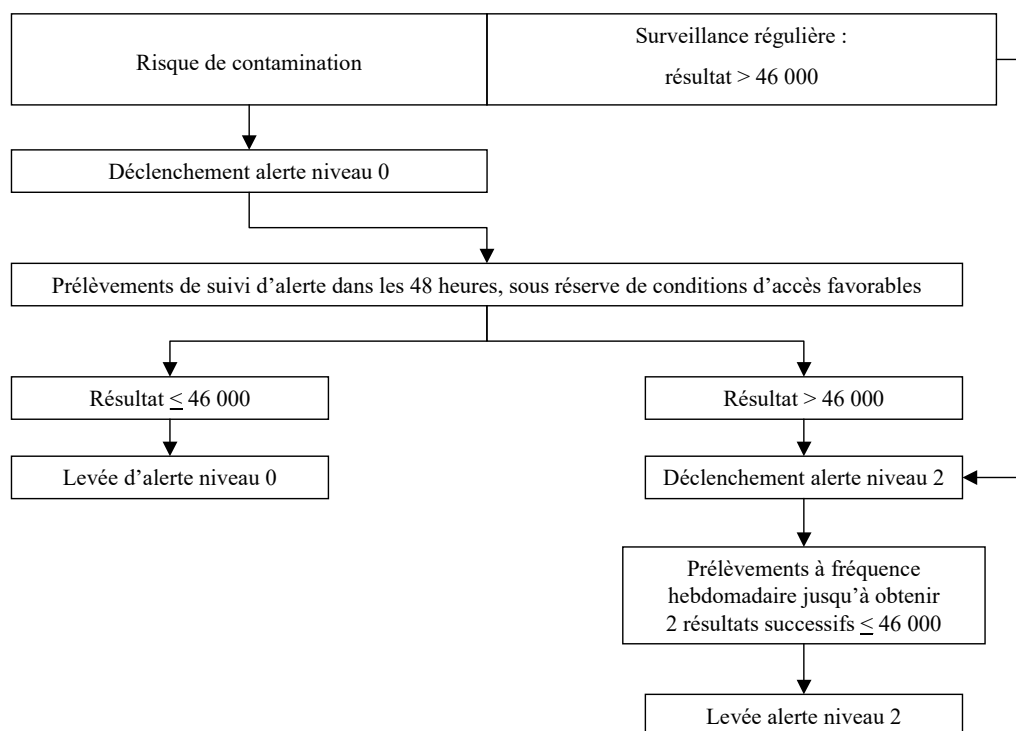 Risque de contamination
Surveillance régulière :
résultat > 46 000
Déclenchement alerte niveau 0
Prélèvements de suivi d’alerte dans les 48 heures, sous réserve de conditions d’accès favorables
Résultat ≤ 46 000
Résultat > 46 000
Levée d’alerte niveau 0
Déclenchement alerte niveau 2
Prélèvements à fréquence
hebdomadaire jusqu’à obtenir
2 résultats successifs ≤ 46 000
Levée alerte niveau 2